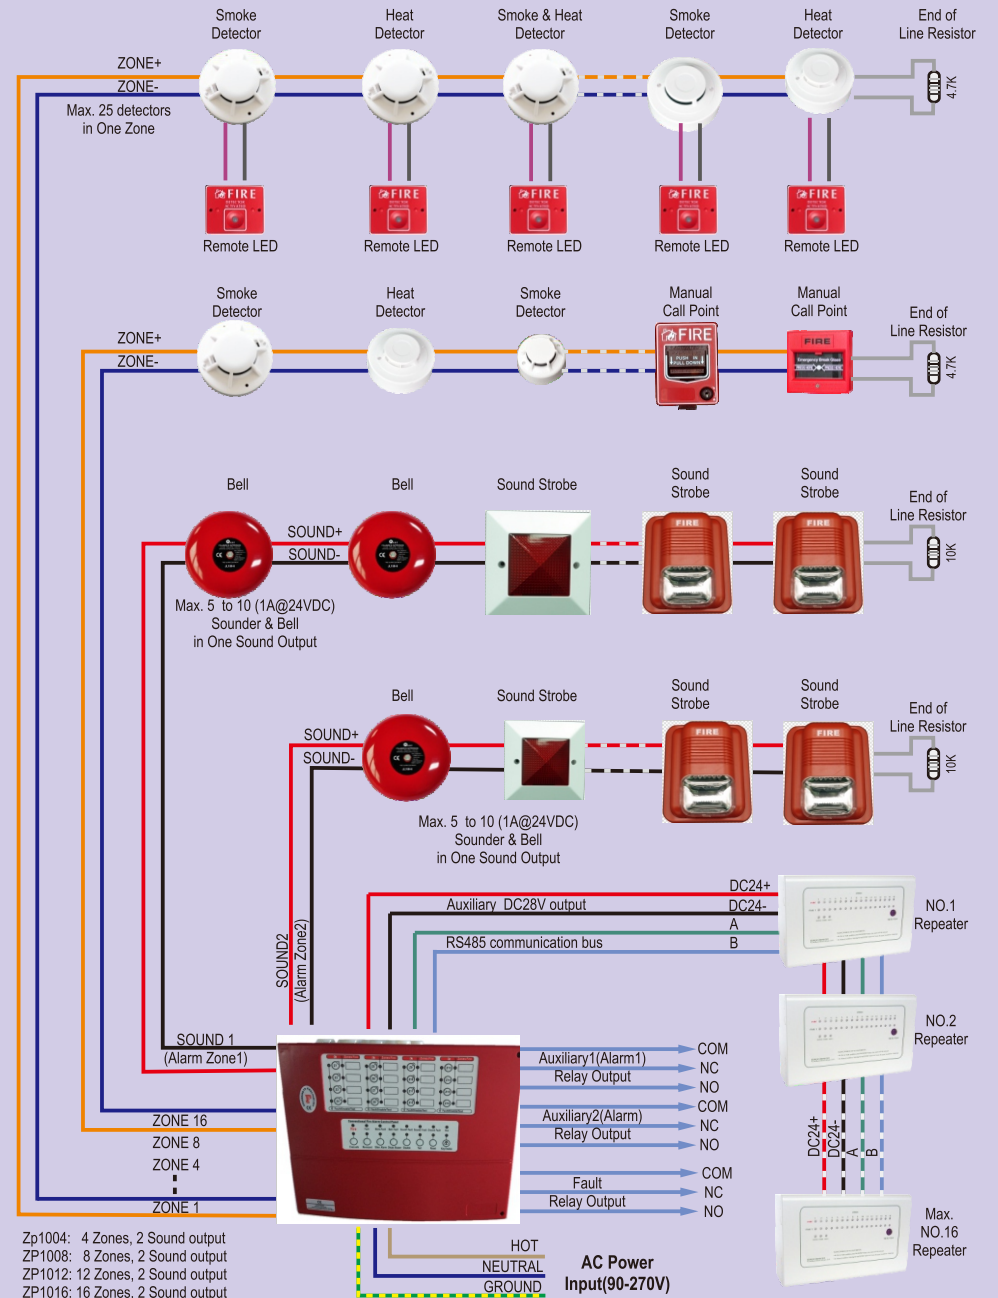 Smoke
Detector
Heat
Detector
Smoke & Heat
Detector
Smoke
Detector
Heat
Detector
End of
Line Resistor
ZONE+
ZONE-
Max. 25 detectors
in One Zone
4.7K
FIRE
FIRE
FIRE
FIRE
FIRE
Remote LED
Remote LED
Remote LED
Remote LED
Remote LED
Smoke
Detector
Heat
Detector
Smoke
Detector
Manual
Call Point
Manual
Call Point
End of
Line Resistor
ZONE+
ZONE-
FIRE
PUSH IN
PULL DOWN
FIRE
4.7K
Bell
Bell
Sound Strobe
Sound
Strobe
Sound
Strobe
End of
Line Resistor
SOUND+
SOUND-
FIRE
FIRE
10K
Max. 5 to 10 (1A@24VDC)
Sounder & Bell
in One Sound Output
Bell
Sound Strobe
Sound
Strobe
Sound
Strobe
End of
Line Resistor
SOUND+
SOUND-
FIRE
FIRE
10K
Max. 5 to 10 (1A@24VDC)
Sounder & Bell
in One Sound Output
DC24+
Auxiliary DC28V output
DC24-
A
RS485 communication bus
B
NO.1
Repeater
SOUND2
(Alarm Zone2)
NO.2
Repeater
SOUND 1
(Alarm Zone1)
COM
Auxiliary1(Alarm1)
NC
Relay Output
NO
COM
Auxiliary2(Alarm)
NC
Relay Output
NO
COM
Fault
NC
Relay Output
NO
DC24+
DC24-
A
B
ZONE 16
ZONE 8
ZONE 4
ZONE 1
Max.
NO.16
Repeater
Zp1004: 4 Zones, 2 Sound output
ZP1008: 8 Zones, 2 Sound output
ZP1012: 12 Zones, 2 Sound output
ZP1016: 16 Zones, 2 Sound output
HOT
NEUTRAL
GROUND
AC Power
Input(90-270V)